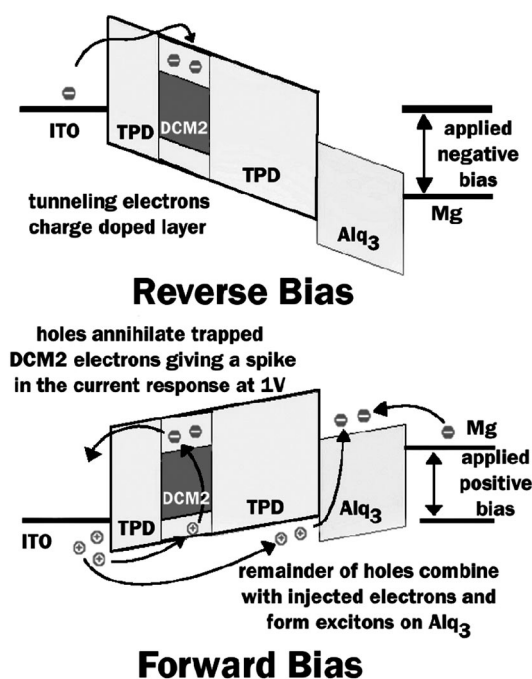 ITO
TPD
DCM2
TPD
Alq3
applied
negative
bias
Mg
tunneling electrons
charge doped layer
Reverse Bias
holes annihilate trapped
DCM2 electrons giving a spike
in the current response at 1V
Mg
applied
positive
bias
ITO
TPD
DCM2
TPD
Alq3
remainder of holes combine
with injected electrons and
form excitons on Alq3
Forward Bias